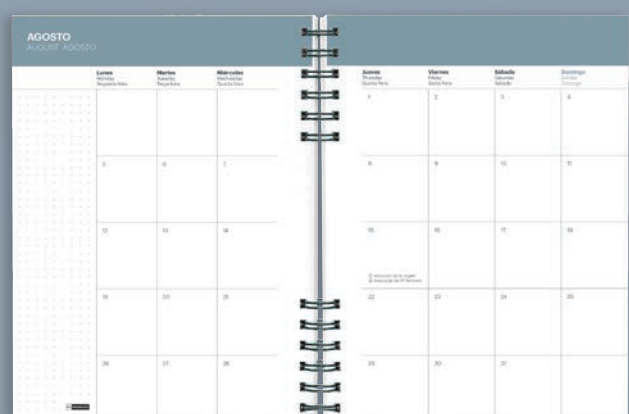 AGOSTO
AUGUST AGOSTO
Lunes Martes Miércoles
Monday Tuesday Wednesday
Segunda-feira Terça-feira Quarta-feira
5 6 7
12 13 14
19 20 21
26 27 28
Jueves Viernes Sábado Domingo
Thursday Friday Saturday Sunday
Quinta-feira Sexta-feira Sábado Domingo
1 2 3 4
8 9 10 11
15 16 17 18
22 23 24 25
29 30 31